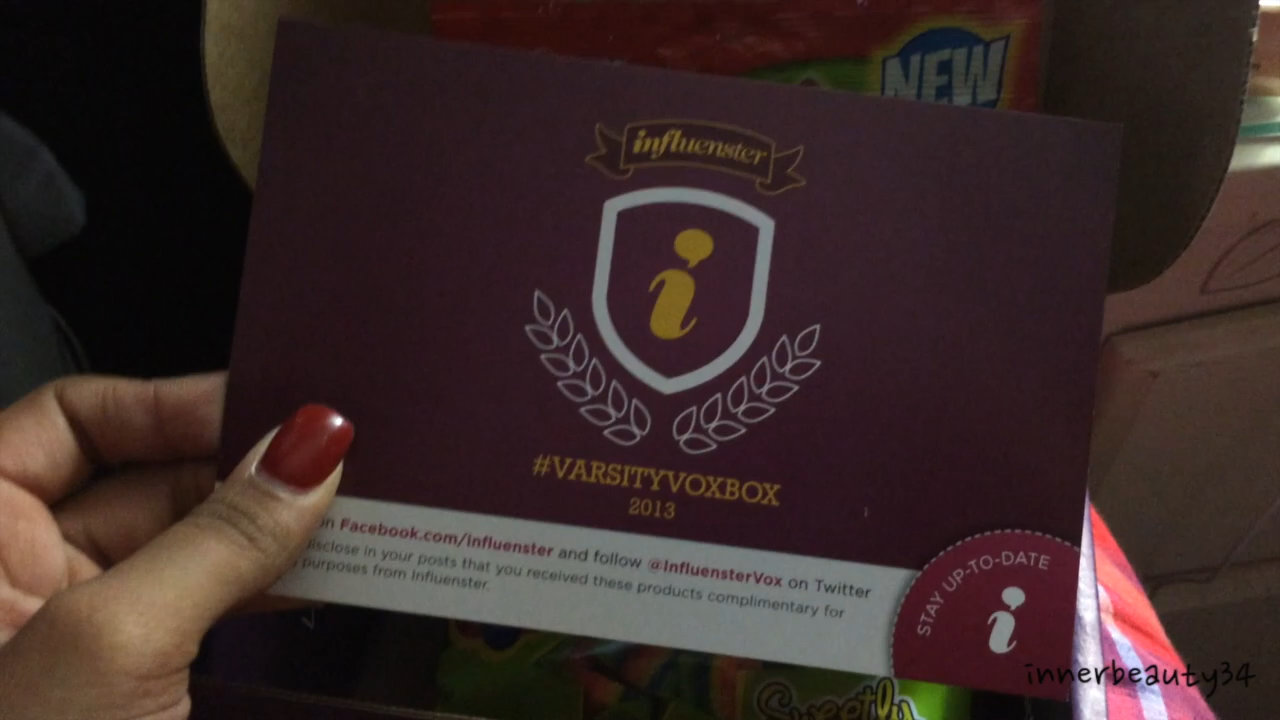 NEW
influenster
i
#VARSITYVOXBOX
2013
on Facebook.com/influenster and follow @InfluensterVox on Twitter
disclose in your posts that you received these products complimentary for
purposes from Influenster.
STAY UP-TO-DATE
i
Sweetly
innerbeauty34